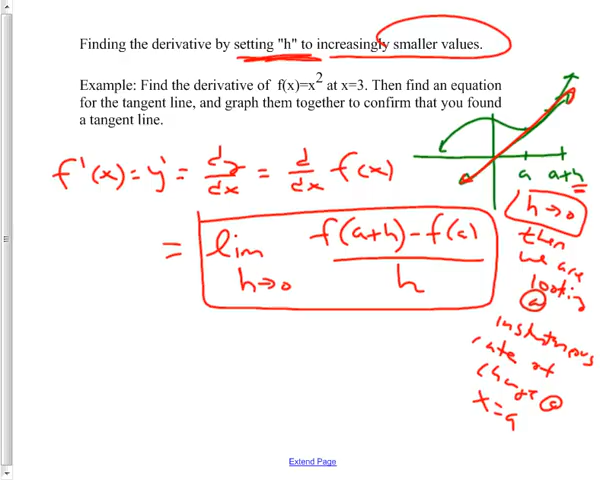 Finding the derivative by setting "h" to increasingly smaller values.
Example: Find the derivative of f(x)=x² at x=3. Then find an equation
for the tangent line, and graph them together to confirm that you found
a tangent line.
f'(x) = y' = dy/dx = d/dx f(x)
= lim h→0 f(a+h) - f(a) / h
a a+h
h→0
then
we are
looking
@
rate of
change @
x=a
Extend Page